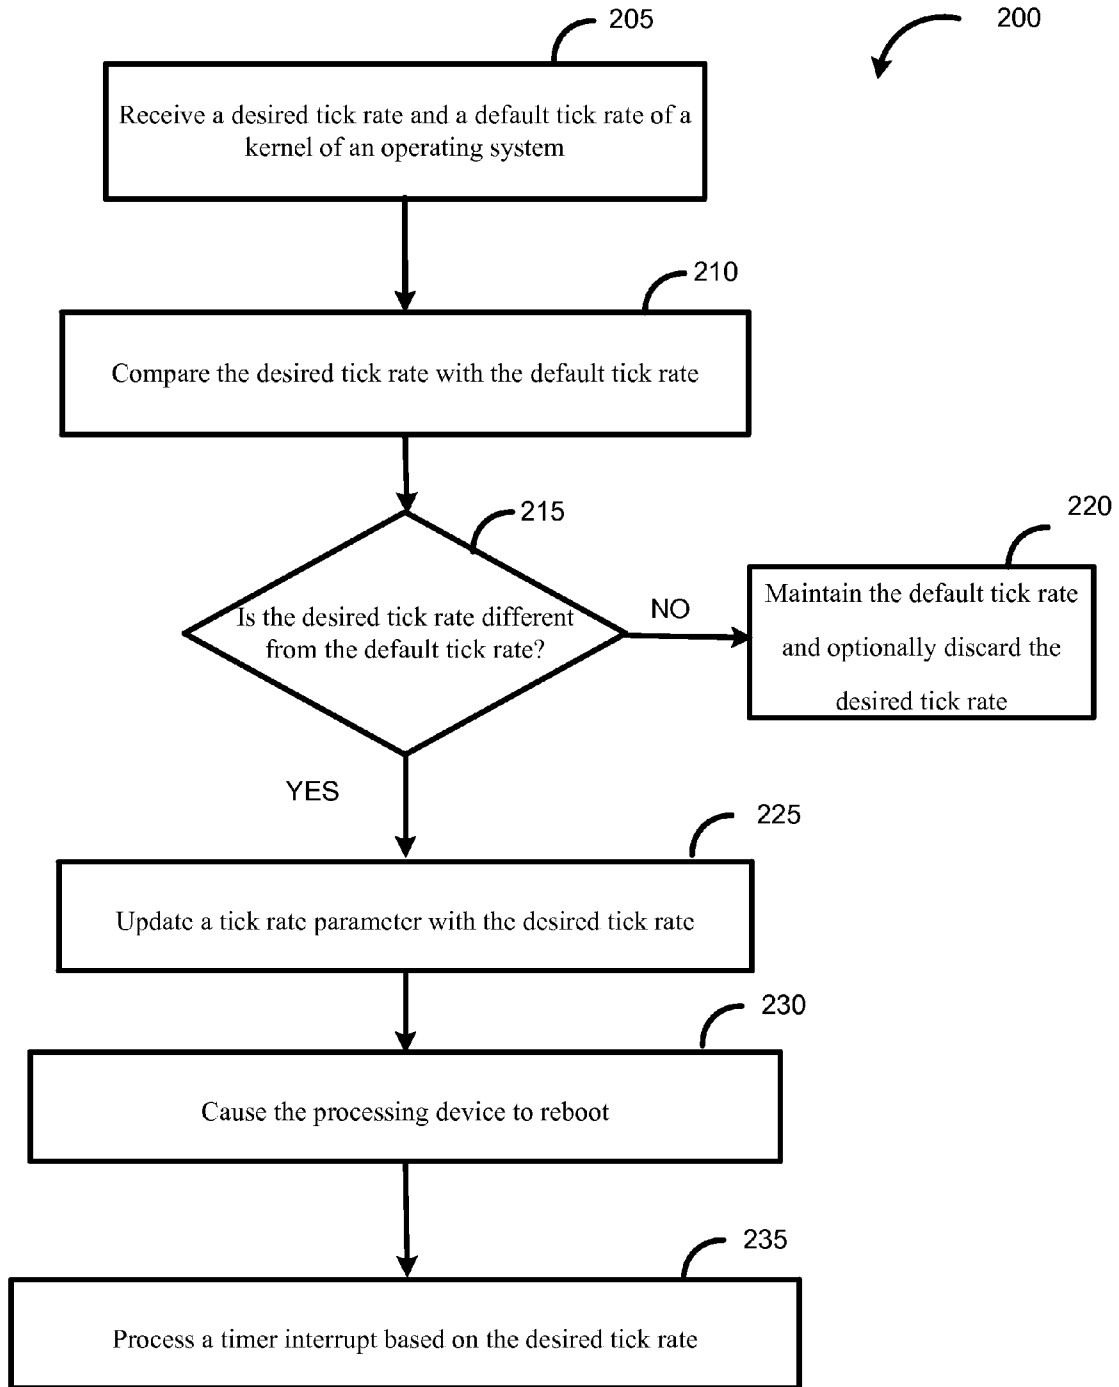 205
200
Receive a desired tick rate and a default tick rate of a
kernel of an operating system
210
Compare the desired tick rate with the default tick rate
215
220
Is the desired tick rate different
from the default tick rate?
NO
Maintain the default tick rate
and optionally discard the
desired tick rate
YES
225
Update a tick rate parameter with the desired tick rate
230
Cause the processing device to reboot
235
Process a timer interrupt based on the desired tick rate